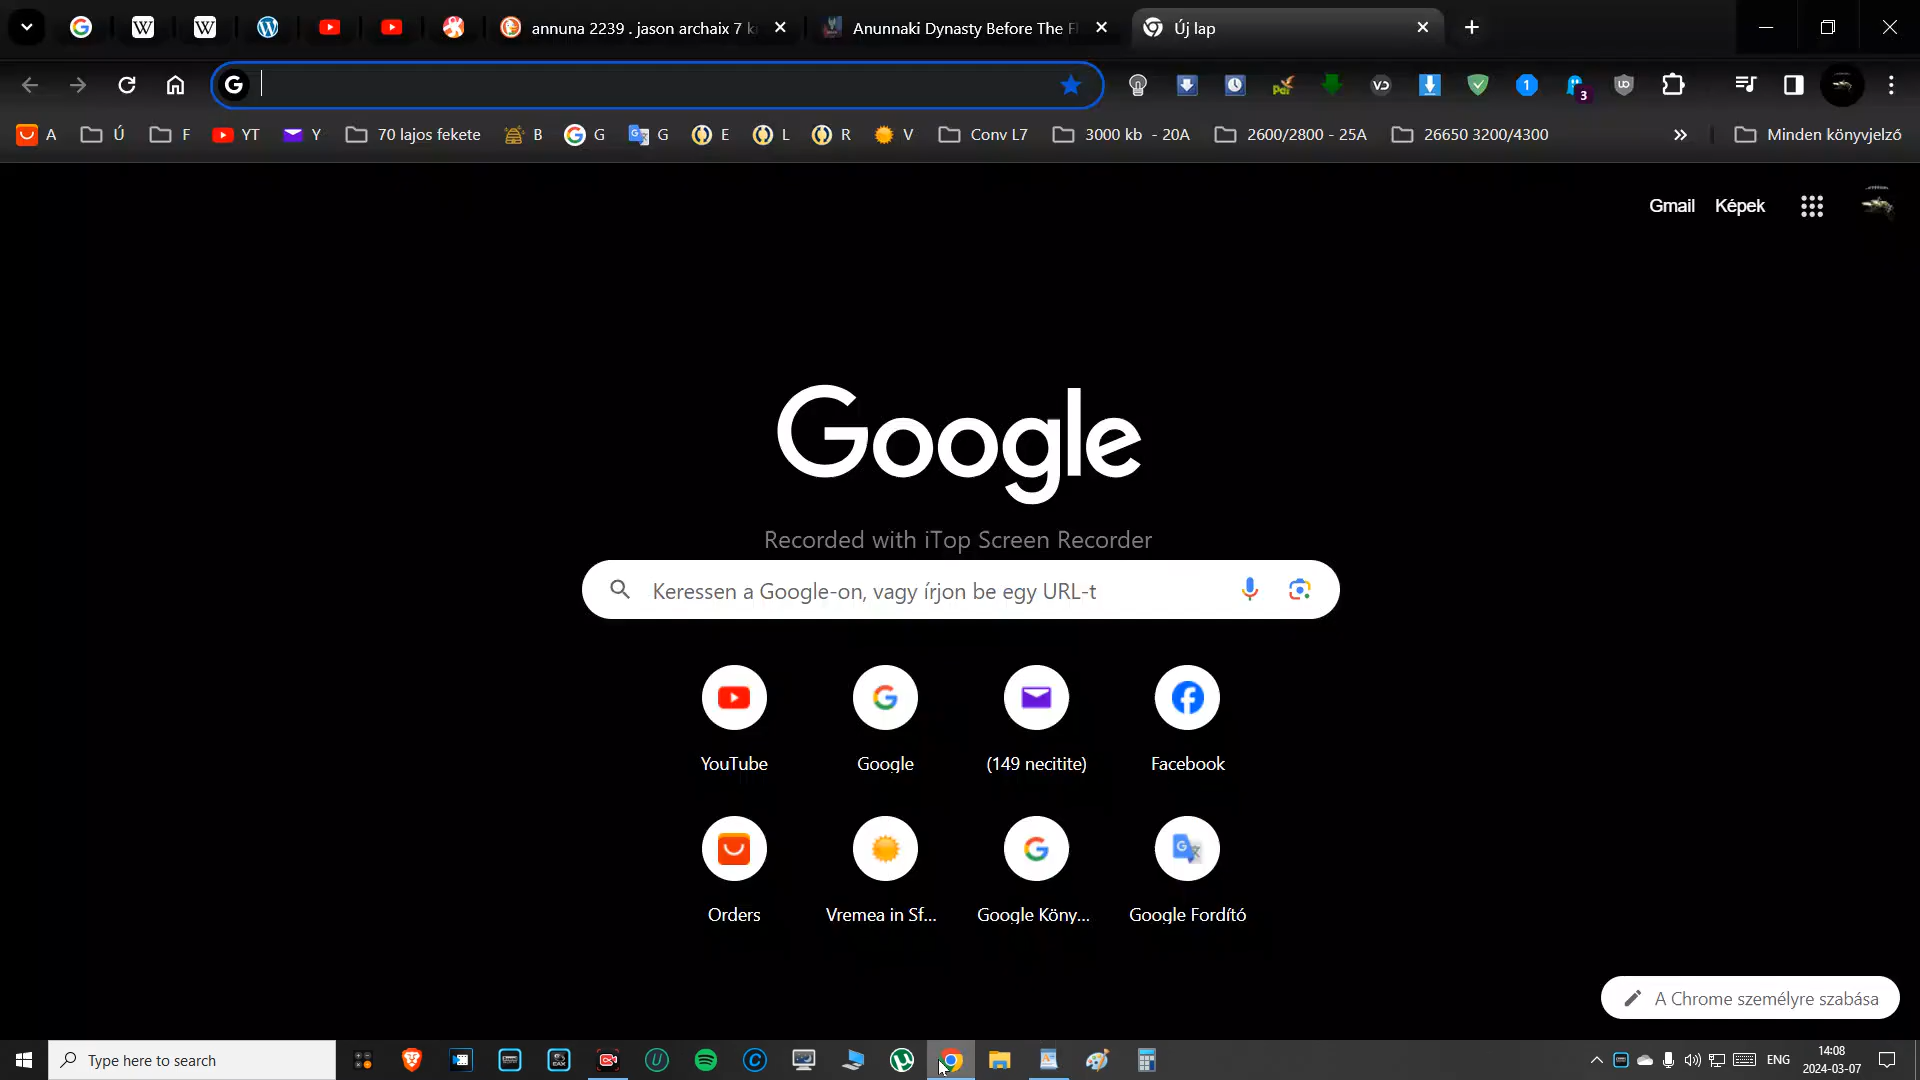 annuna 2239 . jason archaix 7 k
Anunnaki Dynasty Before The F
Új lap
A
Ú
F
YT
Y
70 lajos fekete
B
G
G
E
L
R
V
Conv L7
3000 kb - 20A
2600/2800 - 25A
26650 3200/4300
Minden könyvjelző
Gmail
Képek
Google
Recorded with iTop Screen Recorder
Keressen a Google-on, vagy írjon be egy URL-t
YouTube
Google
(149 necitite)
Facebook
Orders
Vremea in Sf...
Google Köny...
Google Fordító
A Chrome személyre szabása
Type here to search
ENG
14:08
2024-03-07